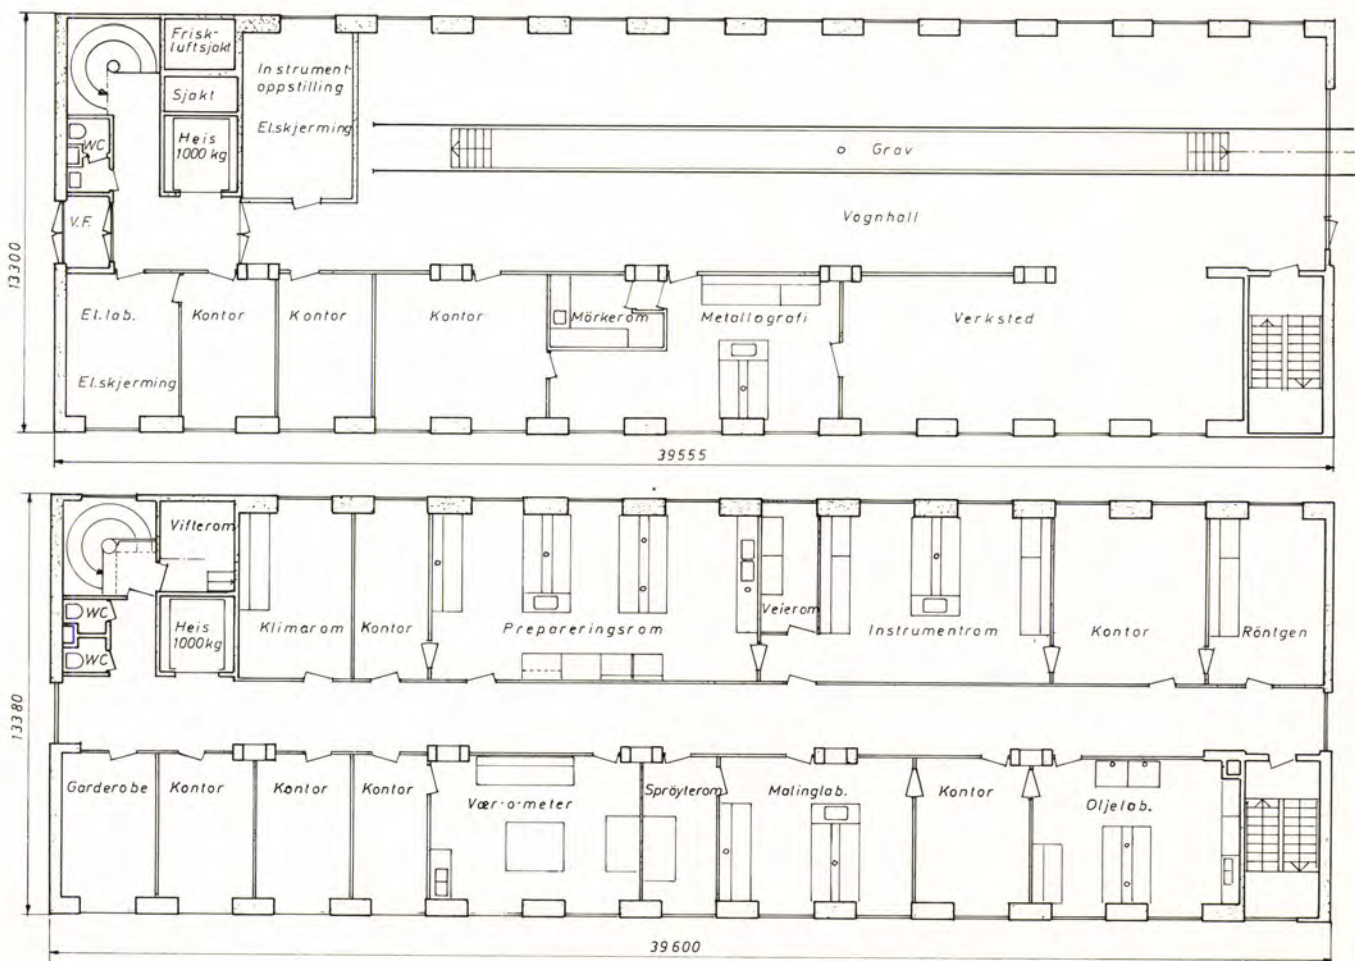 Frisk-
luftsjakt
Sjakt
Heis
1000 kg
WC
V.F.
Instrument-
oppstilling
El.skjerming
Grav
Vognhall
13300
El.lab.
El.skjerming
Kontor
Kontor
Kontor
Mörkerom
Metallografi
Verksted
39555
Vifterom
WC
WC
Heis
1000 kg
Klimarom
Kontor
Prepareringsrom
Veierom
Instrumentrom
Kontor
Röntgen
13380
Garderobe
Kontor
Kontor
Kontor
Vær-o-meter
Spröyterom
Malinglab.
Kontor
Oljelab.
39600